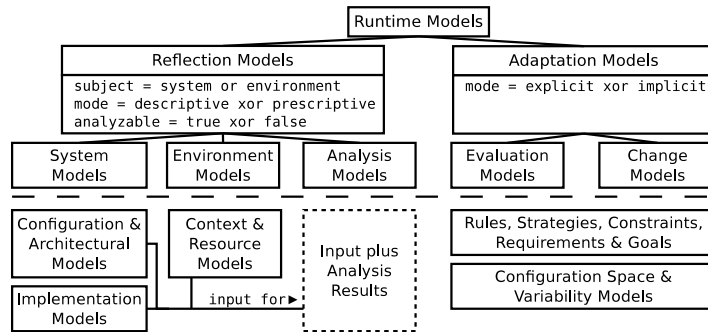 Runtime Models
Reflection Models
subject = system or environment
mode = descriptive xor prescriptive
analyzable = true xor false
Adaptation Models
mode = explicit xor implicit
System
Models
Environment
Models
Analysis
Models
Evaluation
Models
Change
Models
Configuration &
Architectural
Models
Context &
Resource
Models
Input plus
Analysis
Results
Implementation
Models
input for
Rules, Strategies, Constraints,
Requirements & Goals
Configuration Space &
Variability Models